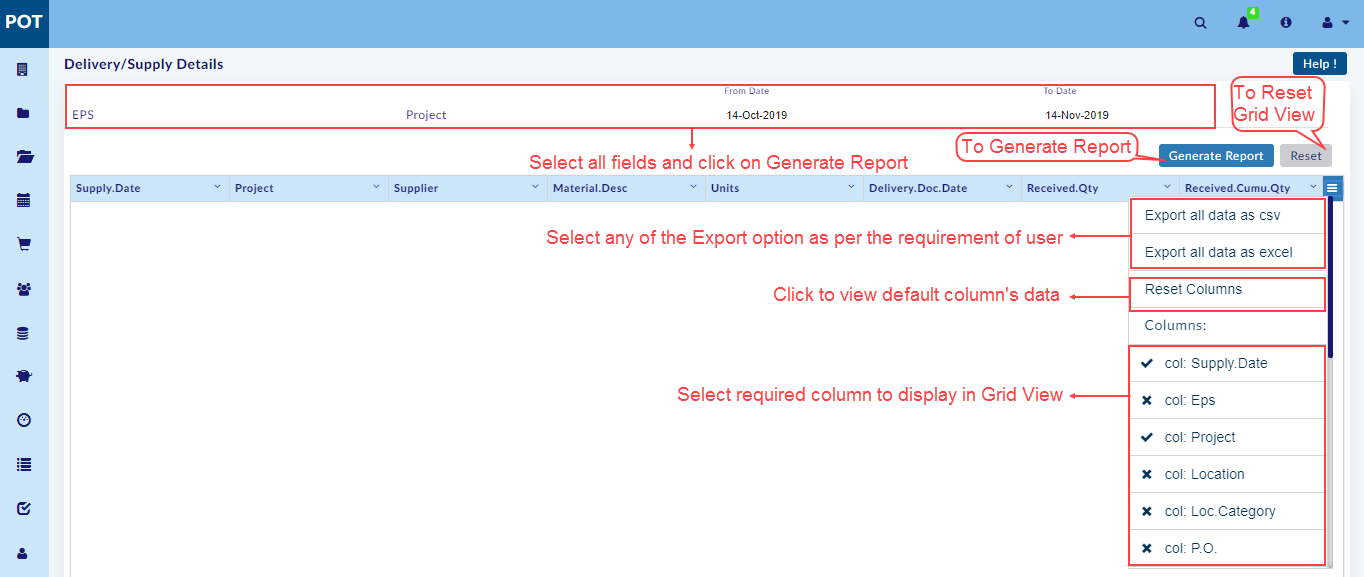 POT
4
Delivery/Supply Details
Help !
From Date
To Date
EPS
Project
14-Oct-2019
14-Nov-2019
To Reset
Grid View
To Generate Report
Generate Report
Reset
Select all fields and click on Generate Report
Supply.Date
Project
Supplier
Material.Desc
Units
Delivery.Doc.Date
Received.Qty
Received.Cumu.Qty
Export all data as csv
Select any of the Export option as per the requirement of user
Export all data as excel
Reset Columns
Click to view default column's data
Columns:
col: Supply.Date
Select required column to display in Grid View
col: Eps
col: Project
col: Location
col: Loc.Category
col: P.O.